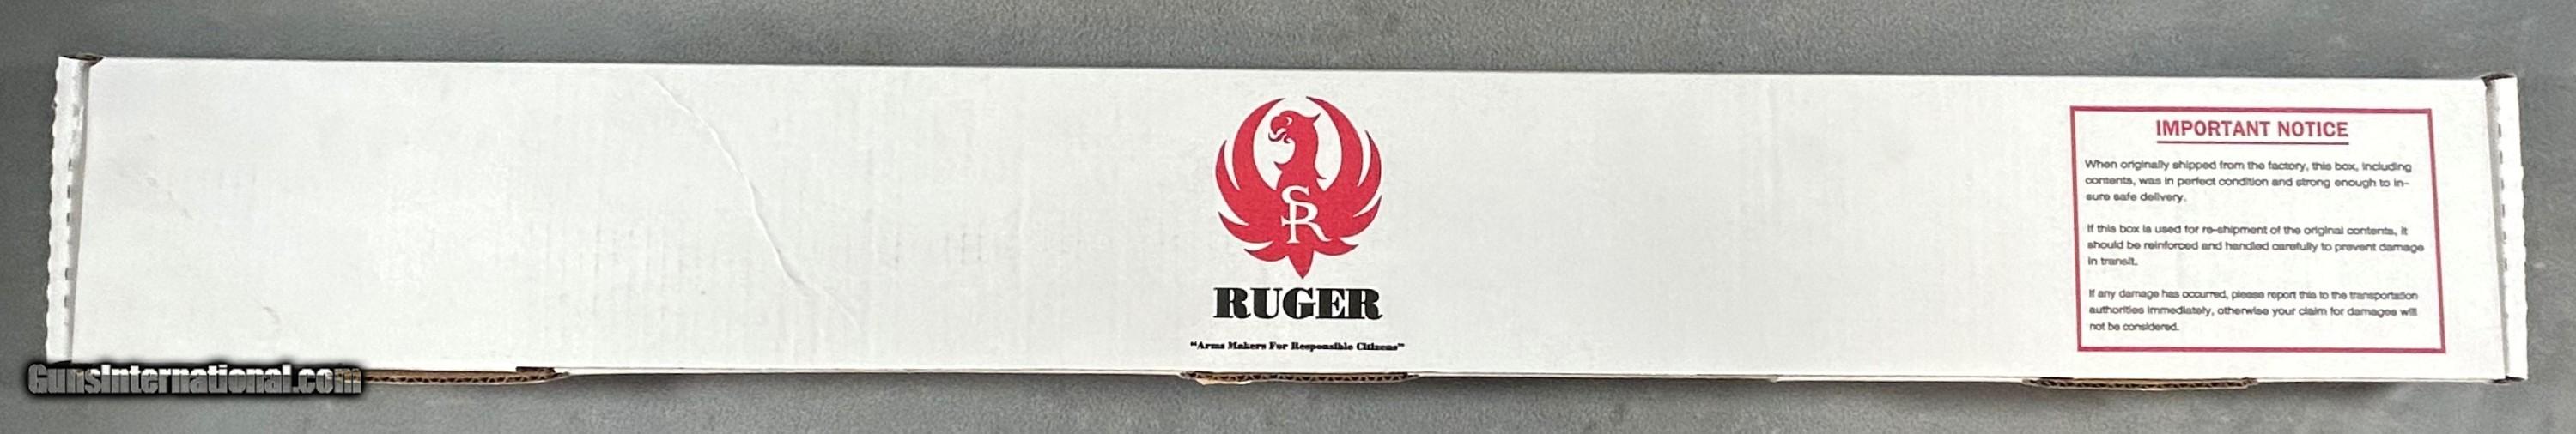 SR
RUGER
"Arms Makers For Responsible Citizens"
IMPORTANT NOTICE
When originally shipped from the factory, this box, including
contents, was in perfect condition and strong enough to in-
sure safe delivery.
If this box is used for re-shipment of the original contents, it
should be reinforced and handled carefully to prevent damage
in transit.
If any damage has occurred, please report this to the transportation
authorities immediately, otherwise your claim for damages will
not be considered.
GunsInternational.com